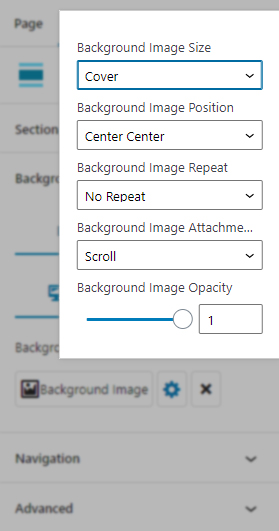 Page
Background Image Size
Cover
Background Image Position
Center Center
Section
Background Image Repeat
No Repeat
Backgro
Background Image Attachme...
Scroll
Background Image Opacity
1
Backgro
Background Image
Navigation
Advanced